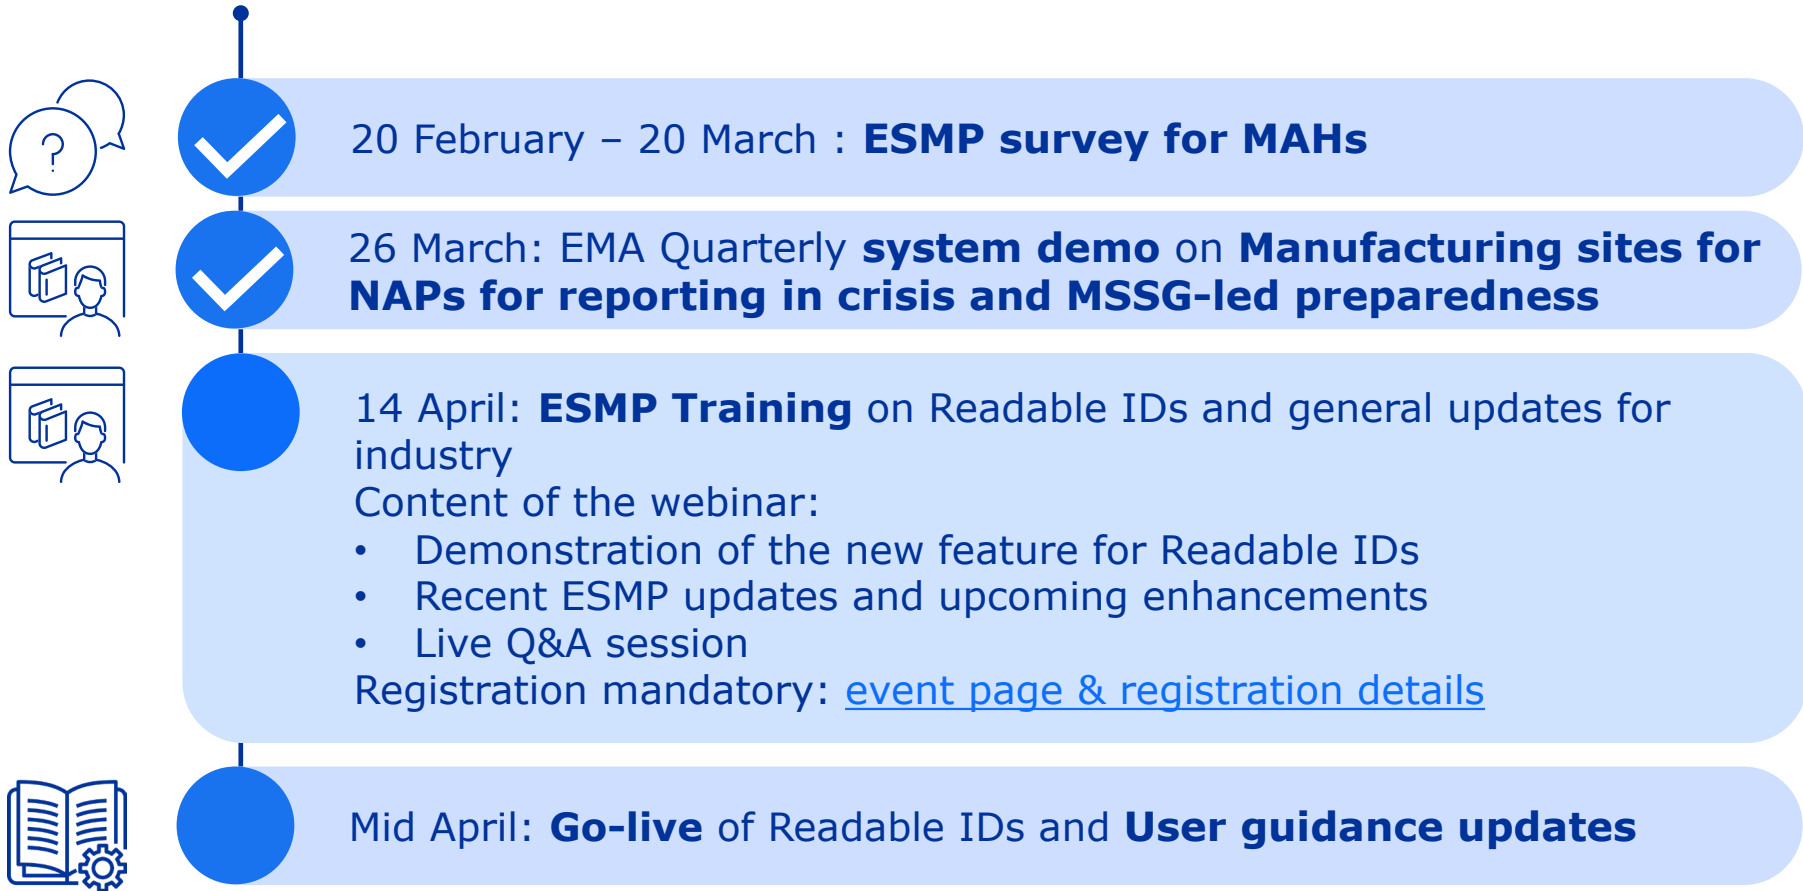 ?
20 February – 20 March : ESMP survey for MAHs
26 March: EMA Quarterly system demo on Manufacturing sites for
NAPs for reporting in crisis and MSSG-led preparedness
14 April: ESMP Training on Readable IDs and general updates for
industry
Content of the webinar:
• Demonstration of the new feature for Readable IDs
• Recent ESMP updates and upcoming enhancements
• Live Q&A session
Registration mandatory: event page & registration details
Mid April: Go-live of Readable IDs and User guidance updates